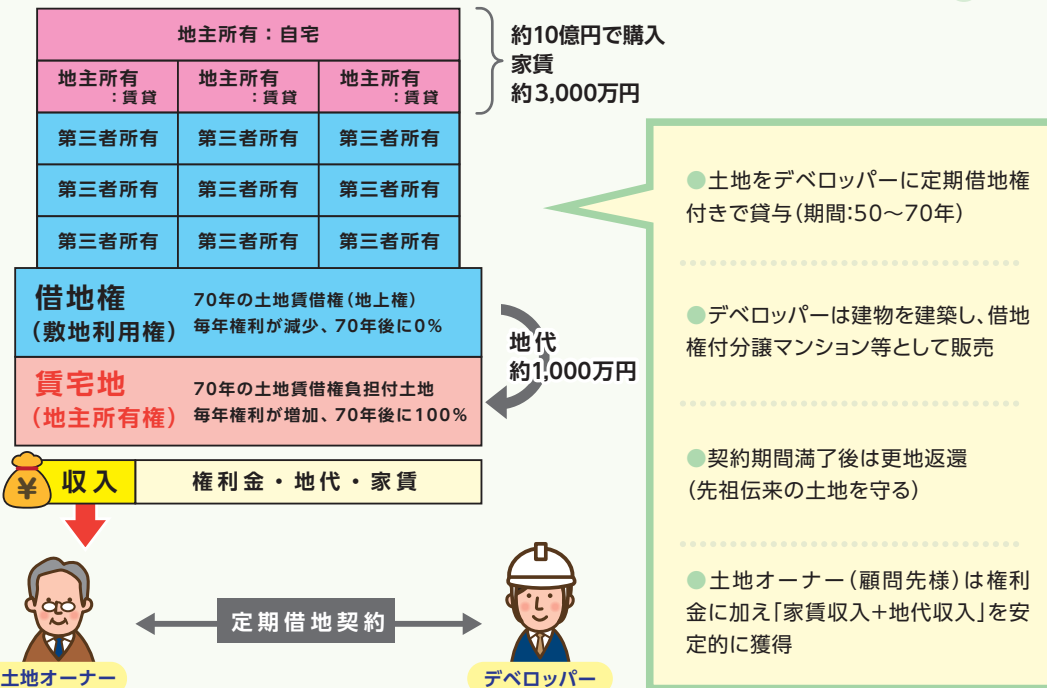 地主所有：自宅
約10億円で購入
家賃
約3,000万円
地主所有
：賃貸
地主所有
：賃貸
地主所有
：賃貸
第三者所有 第三者所有 第三者所有
第三者所有 第三者所有 第三者所有
第三者所有 第三者所有 第三者所有
借地権
（敷地利用権）
70年の土地賃借権（地上権）
毎年権利が減少、70年後に0%
地代
約1,000万円
賃宅地
（地主所有権）
70年の土地賃借権負担付土地
毎年権利が増加、70年後に100%
¥
収入
権利金・地代・家賃
定期借地契約
土地オーナー
デベロッパー
●土地をデベロッパーに定期借地権
付きで貸与（期間:50〜70年）
●デベロッパーは建物を建築し、借地
権付分譲マンション等として販売
●契約期間満了後は更地返還
（先祖伝来の土地を守る）
●土地オーナー（顧問先様）は権利
金に加え「家賃収入＋地代収入」を安
定的に獲得